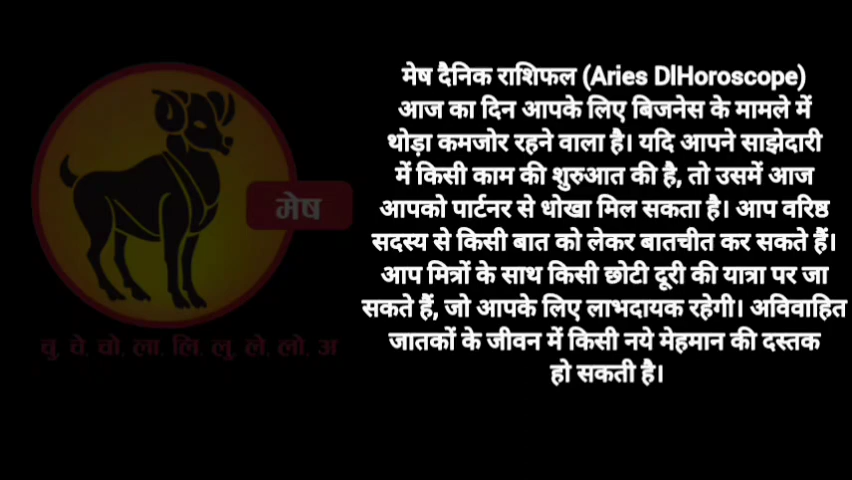 मेष दैनिक राशिफल (Aries DlHoroscope)
आज का दिन आपके लिए बिजनेस के मामले में
थोड़ा कमजोर रहने वाला है। यदि आपने साझेदारी
में किसी काम की शुरुआत की है, तो उसमें आज
आपको पार्टनर से धोखा मिल सकता है। आप वरिष्ठ
सदस्य से किसी बात को लेकर बातचीत कर सकते हैं।
आप मित्रों के साथ किसी छोटी दूरी की यात्रा पर जा
सकते हैं, जो आपके लिए लाभदायक रहेगी। अविवाहित
जातकों के जीवन में किसी नये मेहमान की दस्तक
हो सकती है।
मेष
चु, चे, चो, ला, लि, लु, ले, लो, अ